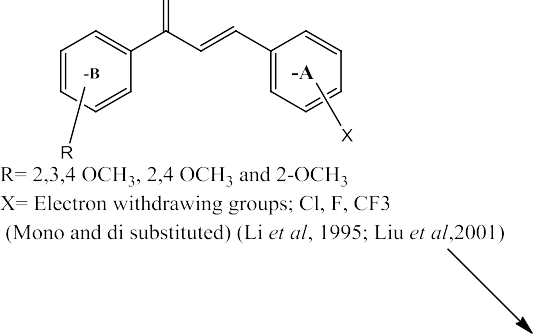 -B -A
R X
R= 2,3,4 OCH3, 2,4 OCH3 and 2-OCH3
X= Electron withdrawing groups; Cl, F, CF3
(Mono and di substituted) (Li et al, 1995; Liu et al,2001)